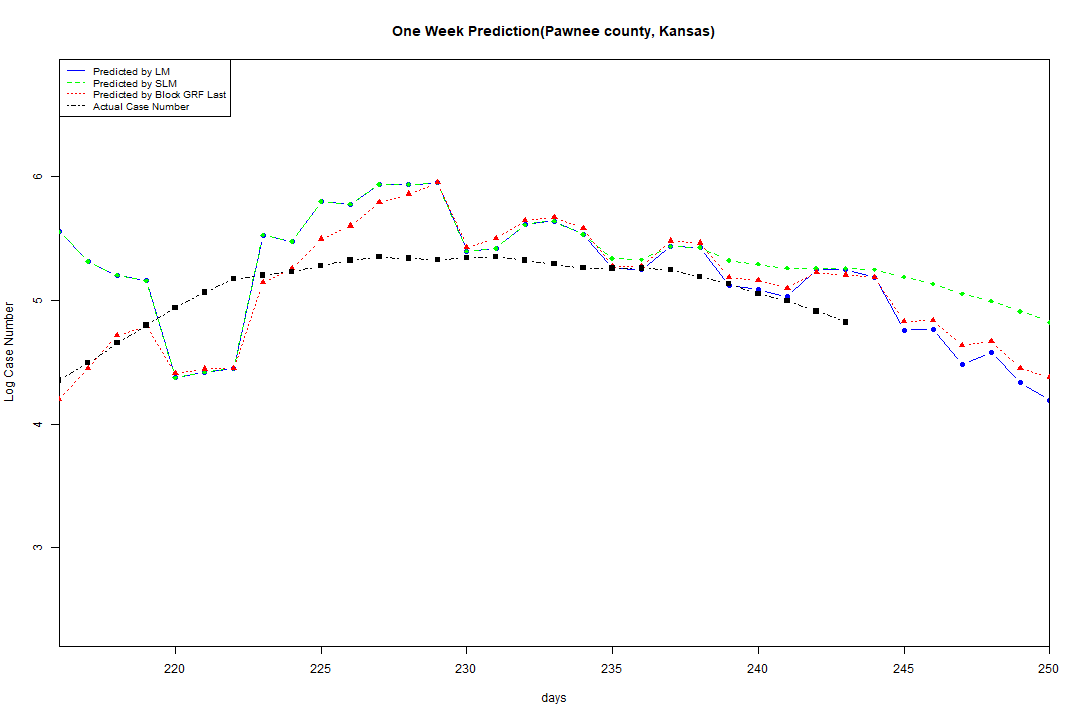 One Week Prediction(Pawnee county, Kansas)
Predicted by LM
Predicted by SLM
Predicted by Block GRF Last
Actual Case Number
6
5
4
3
Log Case Number
220 225 230 235 240 245 250
days